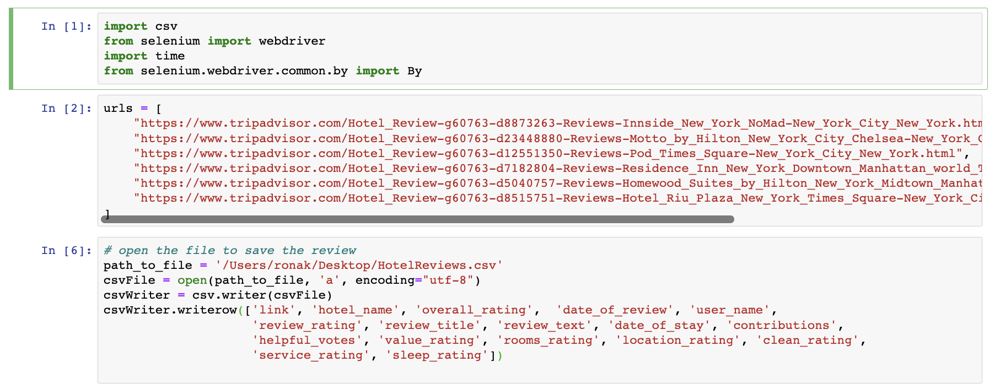 In [1]:
import csv
from selenium import webdriver
import time
from selenium.webdriver.common.by import By
In [2]:
urls = [
"https://www.tripadvisor.com/Hotel_Review-g60763-d8873263-Reviews-Innside_New_York_NoMad-New_York_City_New_York.htm
"https://www.tripadvisor.com/Hotel_Review-g60763-d23448880-Reviews-Motto_by_Hilton_New_York_City_Chelsea-New_York_C
"https://www.tripadvisor.com/Hotel_Review-g60763-d12551350-Reviews-Pod_Times_Square-New_York_City_New_York.html",
"https://www.tripadvisor.com/Hotel_Review-g60763-d7182804-Reviews-Residence_Inn_New_York_Downtown_Manhattan_world_T
"https://www.tripadvisor.com/Hotel_Review-g60763-d5040757-Reviews-Homewood_Suites_by_Hilton_New_York_Midtown_Manhat
"https://www.tripadvisor.com/Hotel_Review-g60763-d8515751-Reviews-Hotel_Riu_Plaza_New_York_Times_Square-New_York_Ci
]
In [6]:
# open the file to save the review
path_to_file = '/Users/ronak/Desktop/HotelReviews.csv'
csvFile = open(path_to_file, 'a', encoding="utf-8")
csvWriter = csv.writer(csvFile)
csvWriter.writerow(['link', 'hotel_name', 'overall_rating',  'date_of_review', 'user_name',
'review_rating', 'review_title', 'review_text', 'date_of_stay', 'contributions',
'helpful_votes', 'value_rating', 'rooms_rating', 'location_rating', 'clean_rating',
'service_rating', 'sleep_rating'])